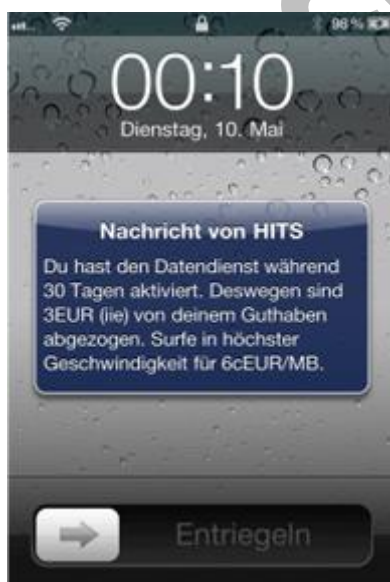 98 %
00:10
Dienstag, 10. Mai
Nachricht von HITS
Du hast den Datendienst während
30 Tagen aktiviert. Deswegen sind
3EUR (iie) von deinem Guthaben
abgezogen. Surfe in höchster
Geschwindigkeit für 6cEUR/MB.
Entriegeln